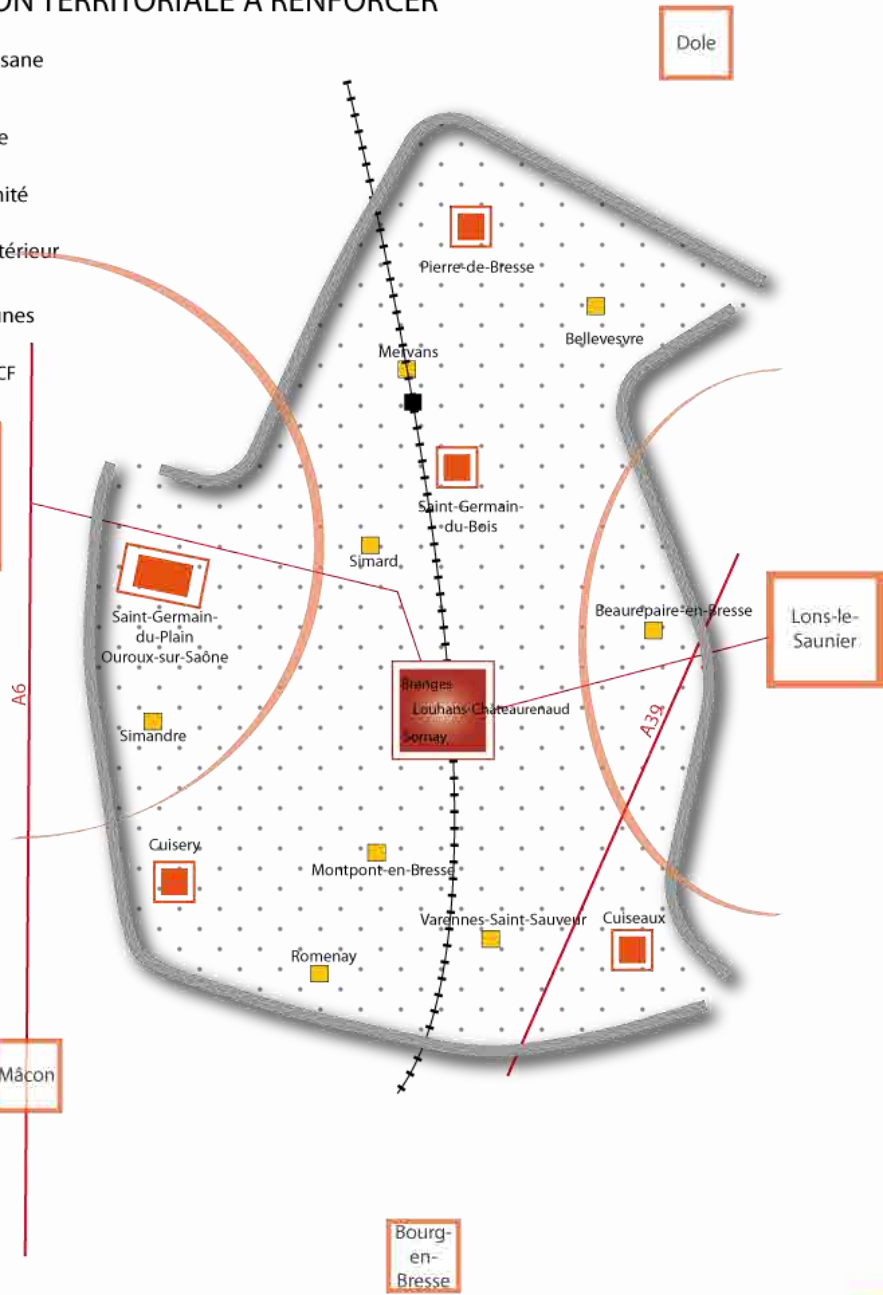 ON TERRITORIALE À RENFORCER
Dole
sane
e
nité
térieur
unes
CF
Pierre-de-Bresse
Bellevesvre
Mervans
Saint-Germain-
du-Bois
Simard
Saint-Germain-
du-Plain
Ouroux-sur-Saône
Beaurepaire-en-Bresse
Lons-le-
Saunier
A6
Branges
Louhans-Châteaurenaud
Sornay
A39
Simandre
Cuisery
Montpont-en-Bresse
Varennes-Saint-Sauveur
Cuiseaux
Romenay
Mâcon
Bourg-
en-
Bresse